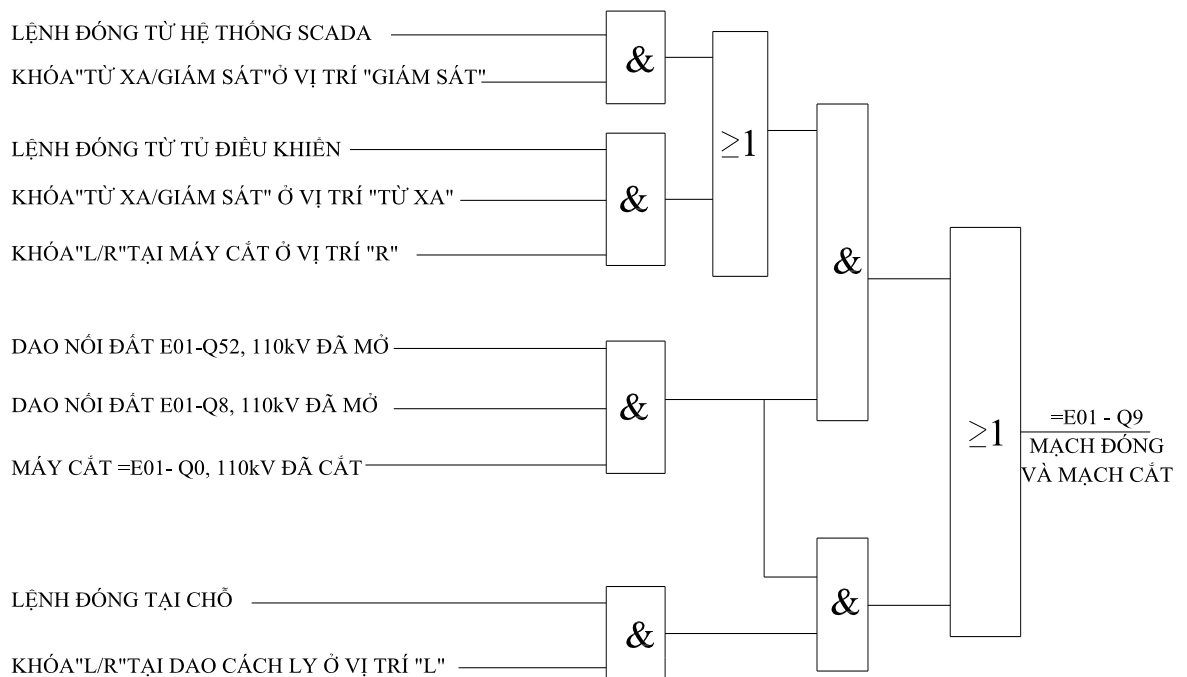 LỆNH ĐÓNG TỪ HỆ THỐNG SCADA
&
KHÓA"TỪ XA/GIÁM SÁT"Ở VỊ TRÍ "GIÁM SÁT"
≥1
LỆNH ĐÓNG TỪ TỦ ĐIỀU KHIỂN
KHÓA"TỪ XA/GIÁM SÁT" Ở VỊ TRÍ "TỪ XA"
&
KHÓA"L/R"TẠI MÁY CẮT Ở VỊ TRÍ "R"
&
DAO NỐI ĐẤT E01-Q52, 110kV ĐÃ MỞ
DAO NỐI ĐẤT E01-Q8, 110kV ĐÃ MỞ
&
MÁY CẮT =E01- Q0, 110kV ĐÃ CẮT
≥1
=E01 - Q9
MẠCH ĐÓNG
VÀ MẠCH CẮT
LỆNH ĐÓNG TẠI CHỖ
&
&
KHÓA"L/R"TẠI DAO CÁCH LY Ở VỊ TRÍ "L"